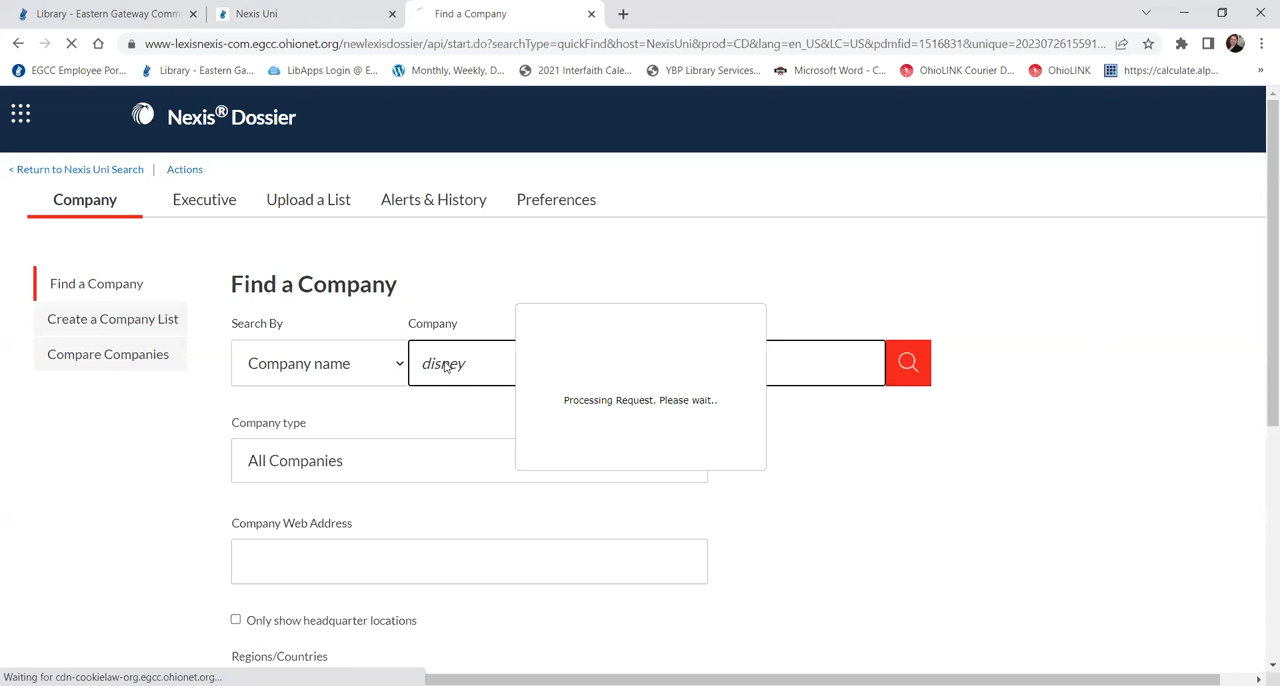 Library - Eastern Gateway Comm
Nexis Uni
Find a Company
www-lexisnexis-com.egcc.ohionet.org/newlexisdossier/api/start.do?searchType=quickFind&host=NexisUni&prod=CD&lang=en_US&LC=US&pdmfid=1516831&unique=2023072615591...
EGCC Employee Por...
Library - Eastern Ga...
LibApps Login @ E...
Monthly, Weekly, D...
2021 Interfaith Cale...
YBP Library Services...
Microsoft Word - C...
OhioLINK Courier D...
OhioLINK
https://calculate.alp...
»
Nexis® Dossier
< Return to Nexis Uni Search | Actions
Company Executive Upload a List Alerts & History Preferences
Find a Company
Create a Company List
Compare Companies
Find a Company
Search By Company
Company name disney
Processing Request. Please wait..
Company type
All Companies
Company Web Address
Only show headquarter locations
Regions/Countries
Waiting for cdn-cookielaw-org.egcc.ohionet.org...